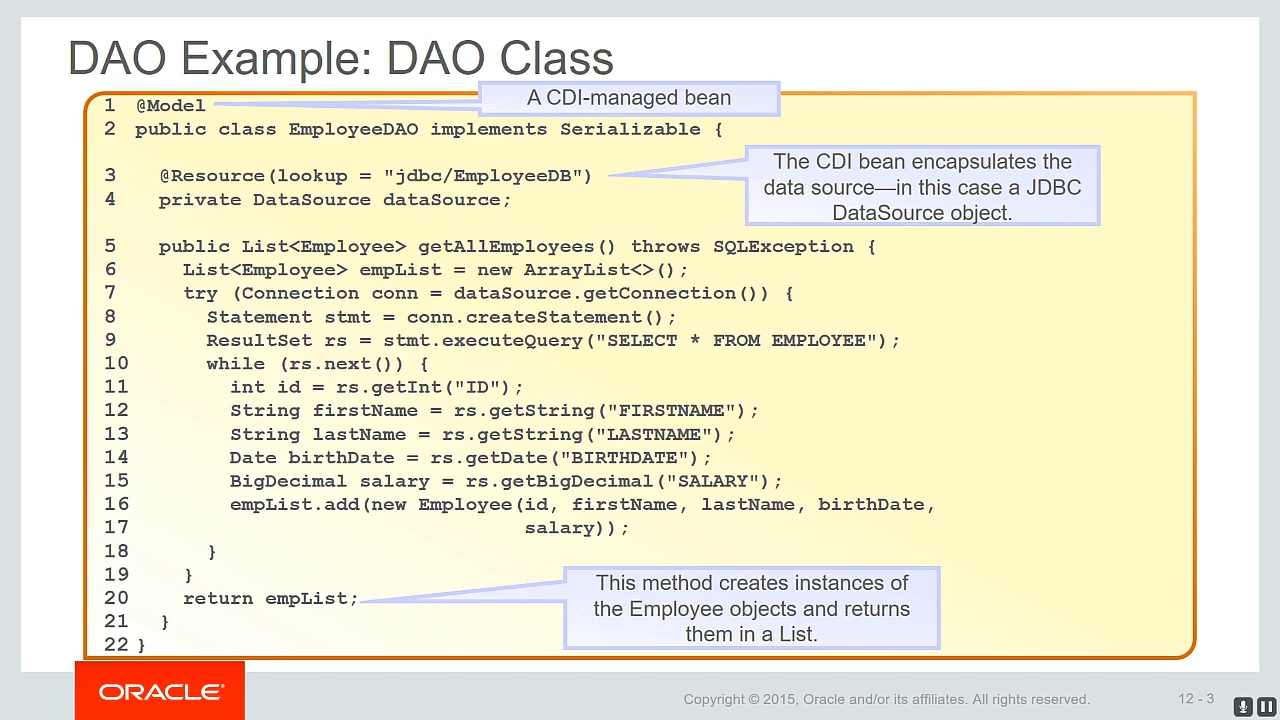 DAO Example: DAO Class
A CDI-managed bean
1 @Model
2 public class EmployeeDAO implements Serializable {
The CDI bean encapsulates the
data source—in this case a JDBC
DataSource object.
3 @Resource(lookup = "jdbc/EmployeeDB")
4 private DataSource dataSource;
5 public List<Employee> getAllEmployees() throws SQLException {
6 List<Employee> empList = new ArrayList<>();
7 try (Connection conn = dataSource.getConnection()) {
8 Statement stmt = conn.createStatement();
9 ResultSet rs = stmt.executeQuery("SELECT * FROM EMPLOYEE");
10 while (rs.next()) {
11 int id = rs.getInt("ID");
12 String firstName = rs.getString("FIRSTNAME");
13 String lastName = rs.getString("LASTNAME");
14 Date birthDate = rs.getDate("BIRTHDATE");
15 BigDecimal salary = rs.getBigDecimal("SALARY");
16 empList.add(new Employee(id, firstName, lastName, birthDate,
17 salary));
18 }
19 }
20 return empList;
21 }
22 }
This method creates instances of
the Employee objects and returns
them in a List.
ORACLE®
Copyright © 2015, Oracle and/or its affiliates. All rights reserved.
12 - 3